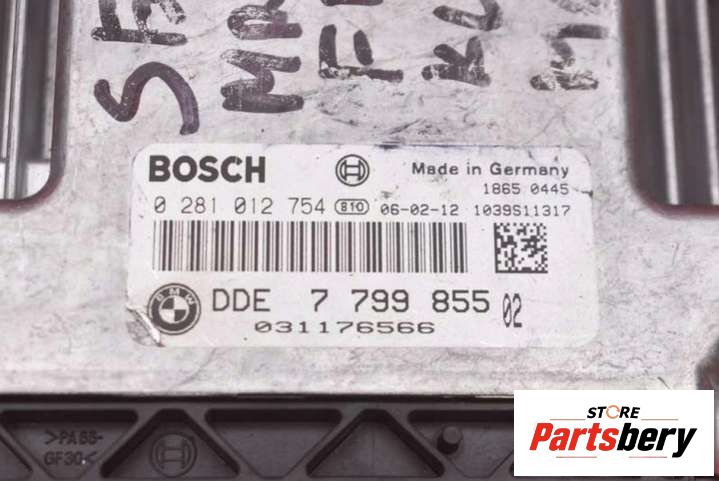 BOSCH Made in Germany
1865 0445
0 281 012 754 810 06-02-12 1039S11317
BMW DDE 7 799 855 02
031176566
>PA66-
GF30<
STORE
Partsbery